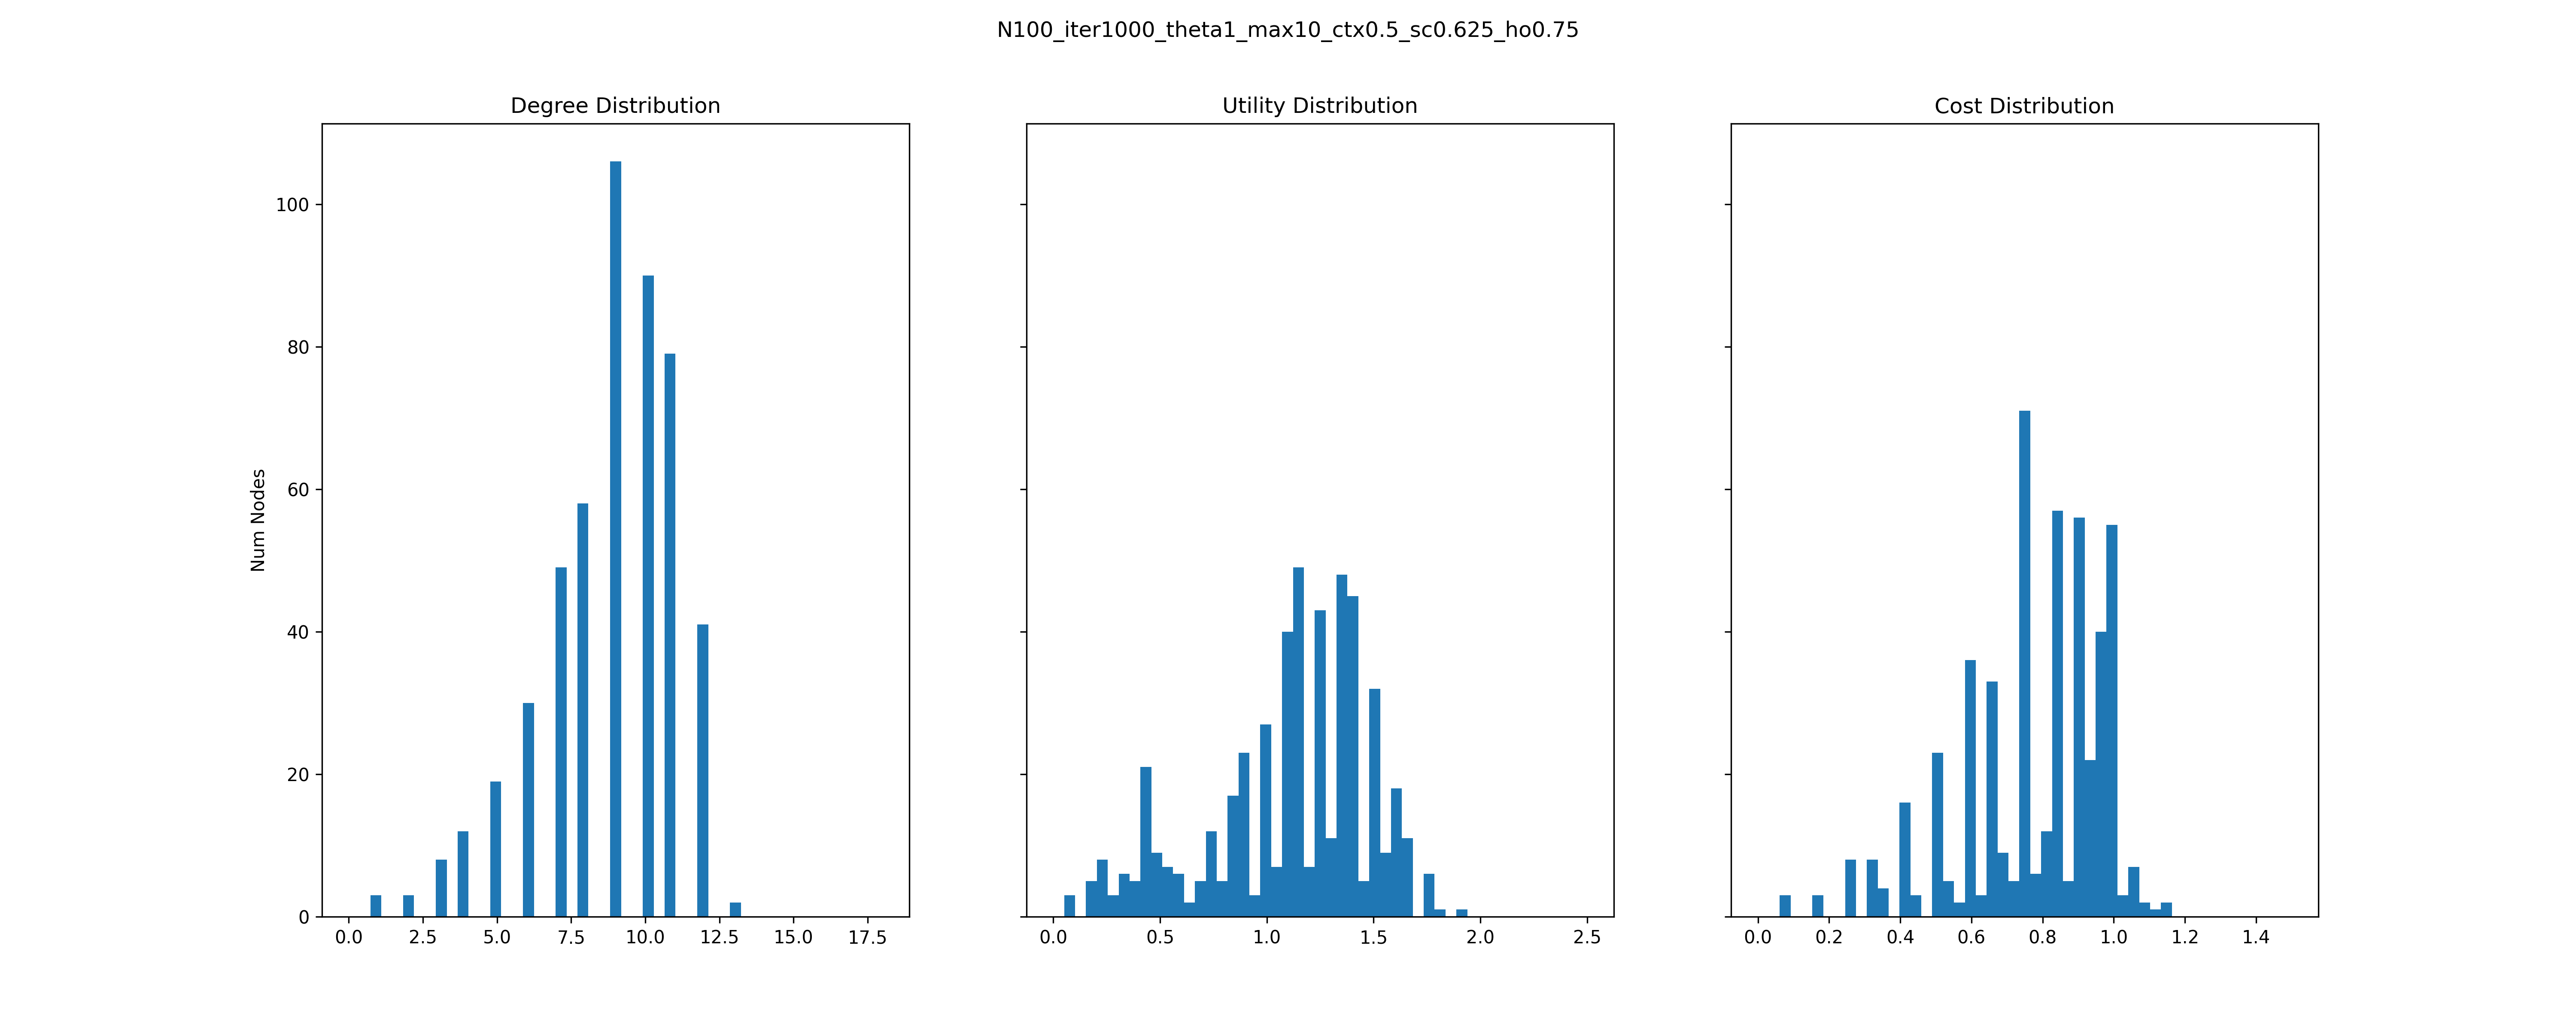 N100_iter1000_theta1_max10_ctx0.5_sc0.625_ho0.75
Degree Distribution
Utility Distribution
Cost Distribution
Num Nodes
100
80
60
40
20
0
0.0 2.5 5.0 7.5 10.0 12.5 15.0 17.5
0.0 0.5 1.0 1.5 2.0 2.5
0.0 0.2 0.4 0.6 0.8 1.0 1.2 1.4